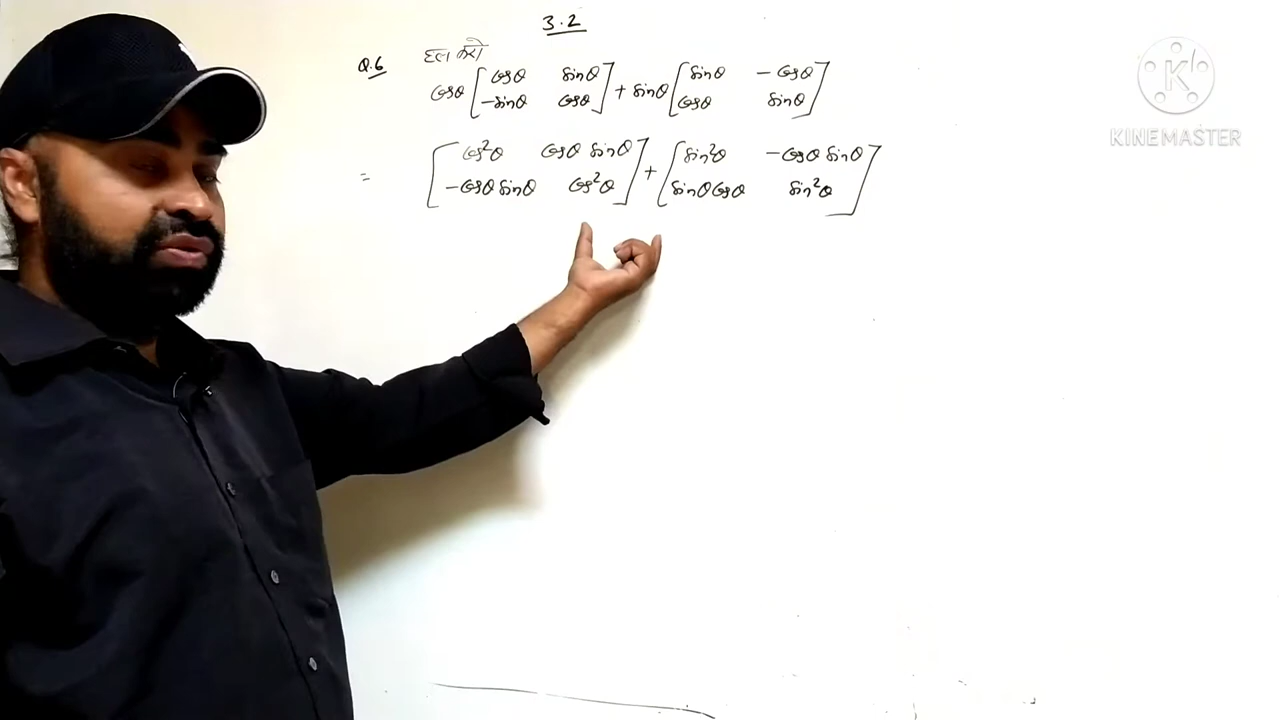 3.2
Q.6 हल करो
cosθ [cosθ sinθ -sinθ cosθ] + sinθ [sinθ -cosθ cosθ sinθ]
= [cos²θ cosθ sinθ -cosθ sinθ cos²θ] + [sin²θ -cosθ sinθ sinθ cosθ sin²θ]
K
KINEMASTER